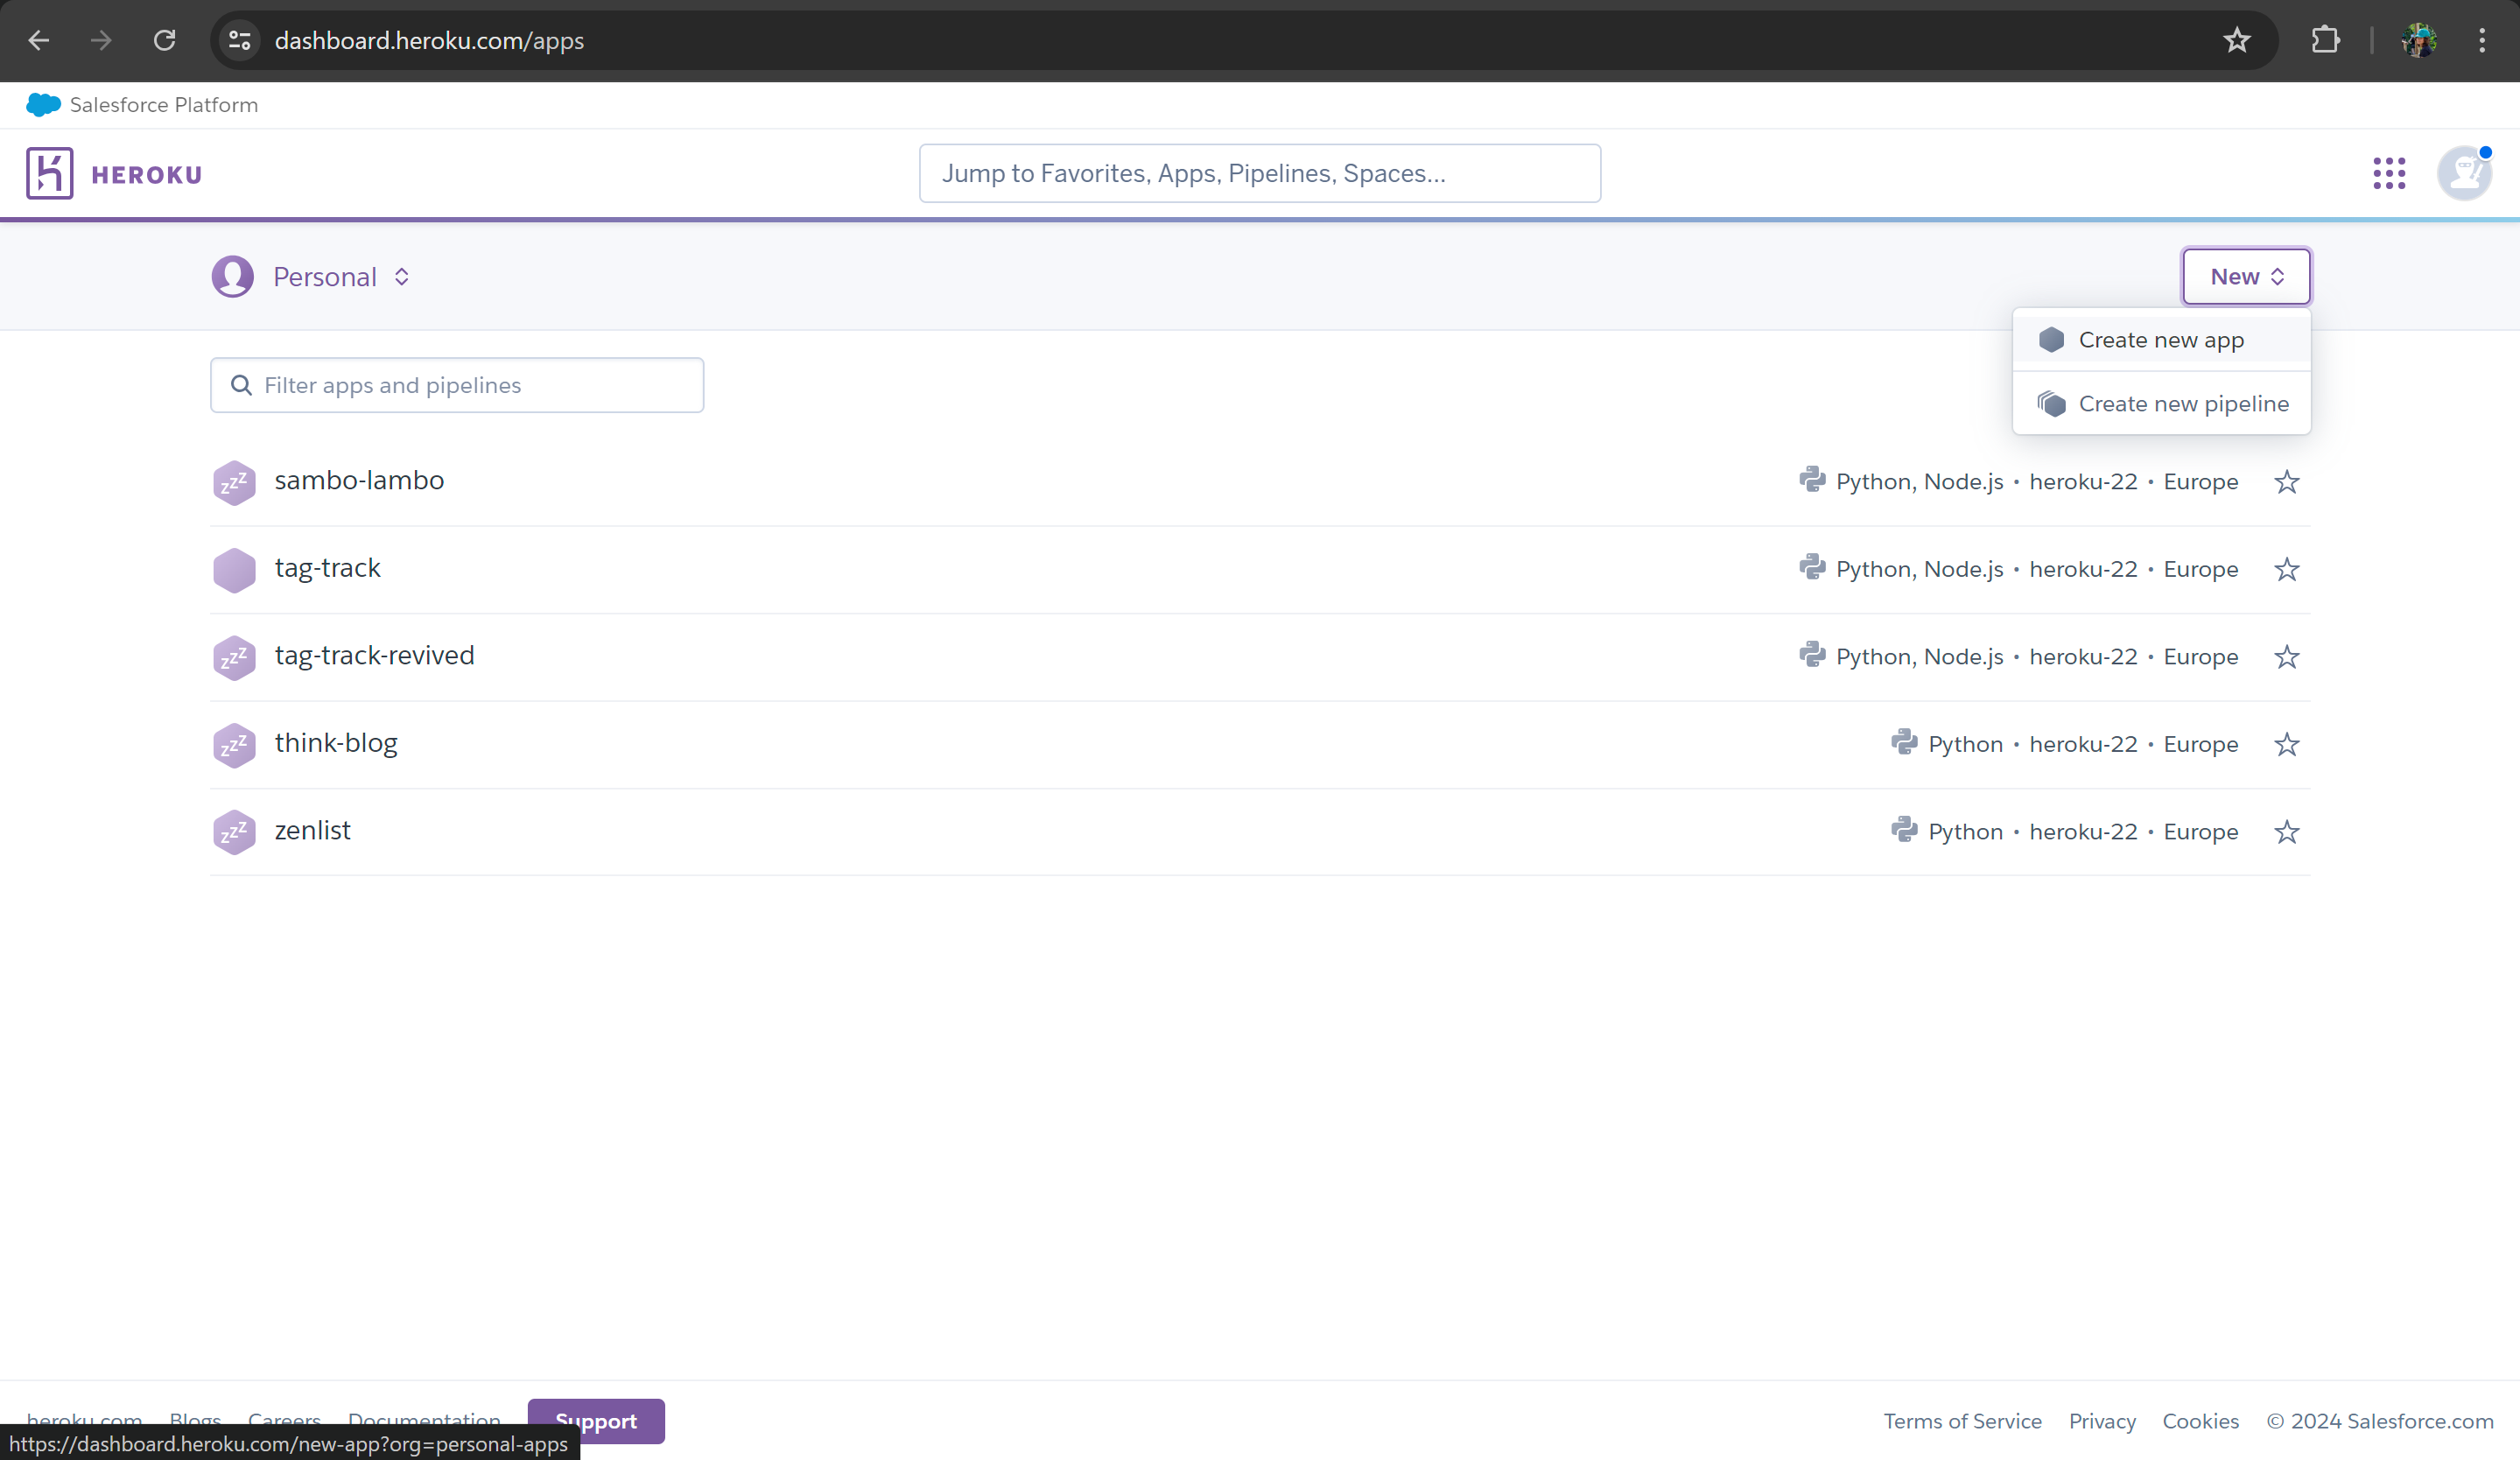 dashboard.heroku.com/apps
Salesforce Platform
HEROKU
Jump to Favorites, Apps, Pipelines, Spaces...
Personal
New
Create new app
Create new pipeline
Filter apps and pipelines
sambo-lambo
Python, Node.js • heroku-22 • Europe
tag-track
Python, Node.js • heroku-22 • Europe
tag-track-revived
Python, Node.js • heroku-22 • Europe
think-blog
Python • heroku-22 • Europe
zenlist
Python • heroku-22 • Europe
heroku.com Blogs Careers Documentation Support
Terms of Service Privacy Cookies © 2024 Salesforce.com
https://dashboard.heroku.com/new-app?org=personal-apps